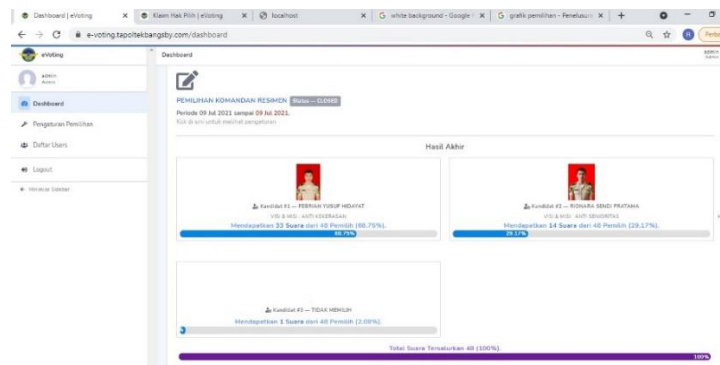 Dashboard | eVoting
Klaim Hak Pilih | eVoting
localhost
white background - Google
grafik pemilihan - Penelusura
e-voting.tapoltekbangsby.com/dashboard
eVoting
Dashboard
admin
Admin
admin
Admin
Dashboard
Pengaturan Pemilihan
Daftar Users
Logout
Minimize Sidebar
PEMILIHAN KOMANDAN RESIMEN Status — CLOSED
Periode 09 Jul 2021 sampai 09 Jul 2021.
Klik di sini untuk melihat pengaturan
Hasil Akhir
Kandidat #1 — FEBRIAN YUSUF HIDAYAT
VISI & MISI : ANTI KEKERASAN
Mendapatkan 33 Suara dari 48 Pemilih (68.75%).
68.75%
Kandidat #2 — RISMARA SENDI PRATAMA
VISI & MISI : ANTI SENIORITAS
Mendapatkan 14 Suara dari 48 Pemilih (29.17%).
29.17%
Kandidat #3 — TIDAK MEMILIH
Mendapatkan 1 Suara dari 48 Pemilih (2.08%).
Total Suara Tersalurkan 48 (100%).
100%